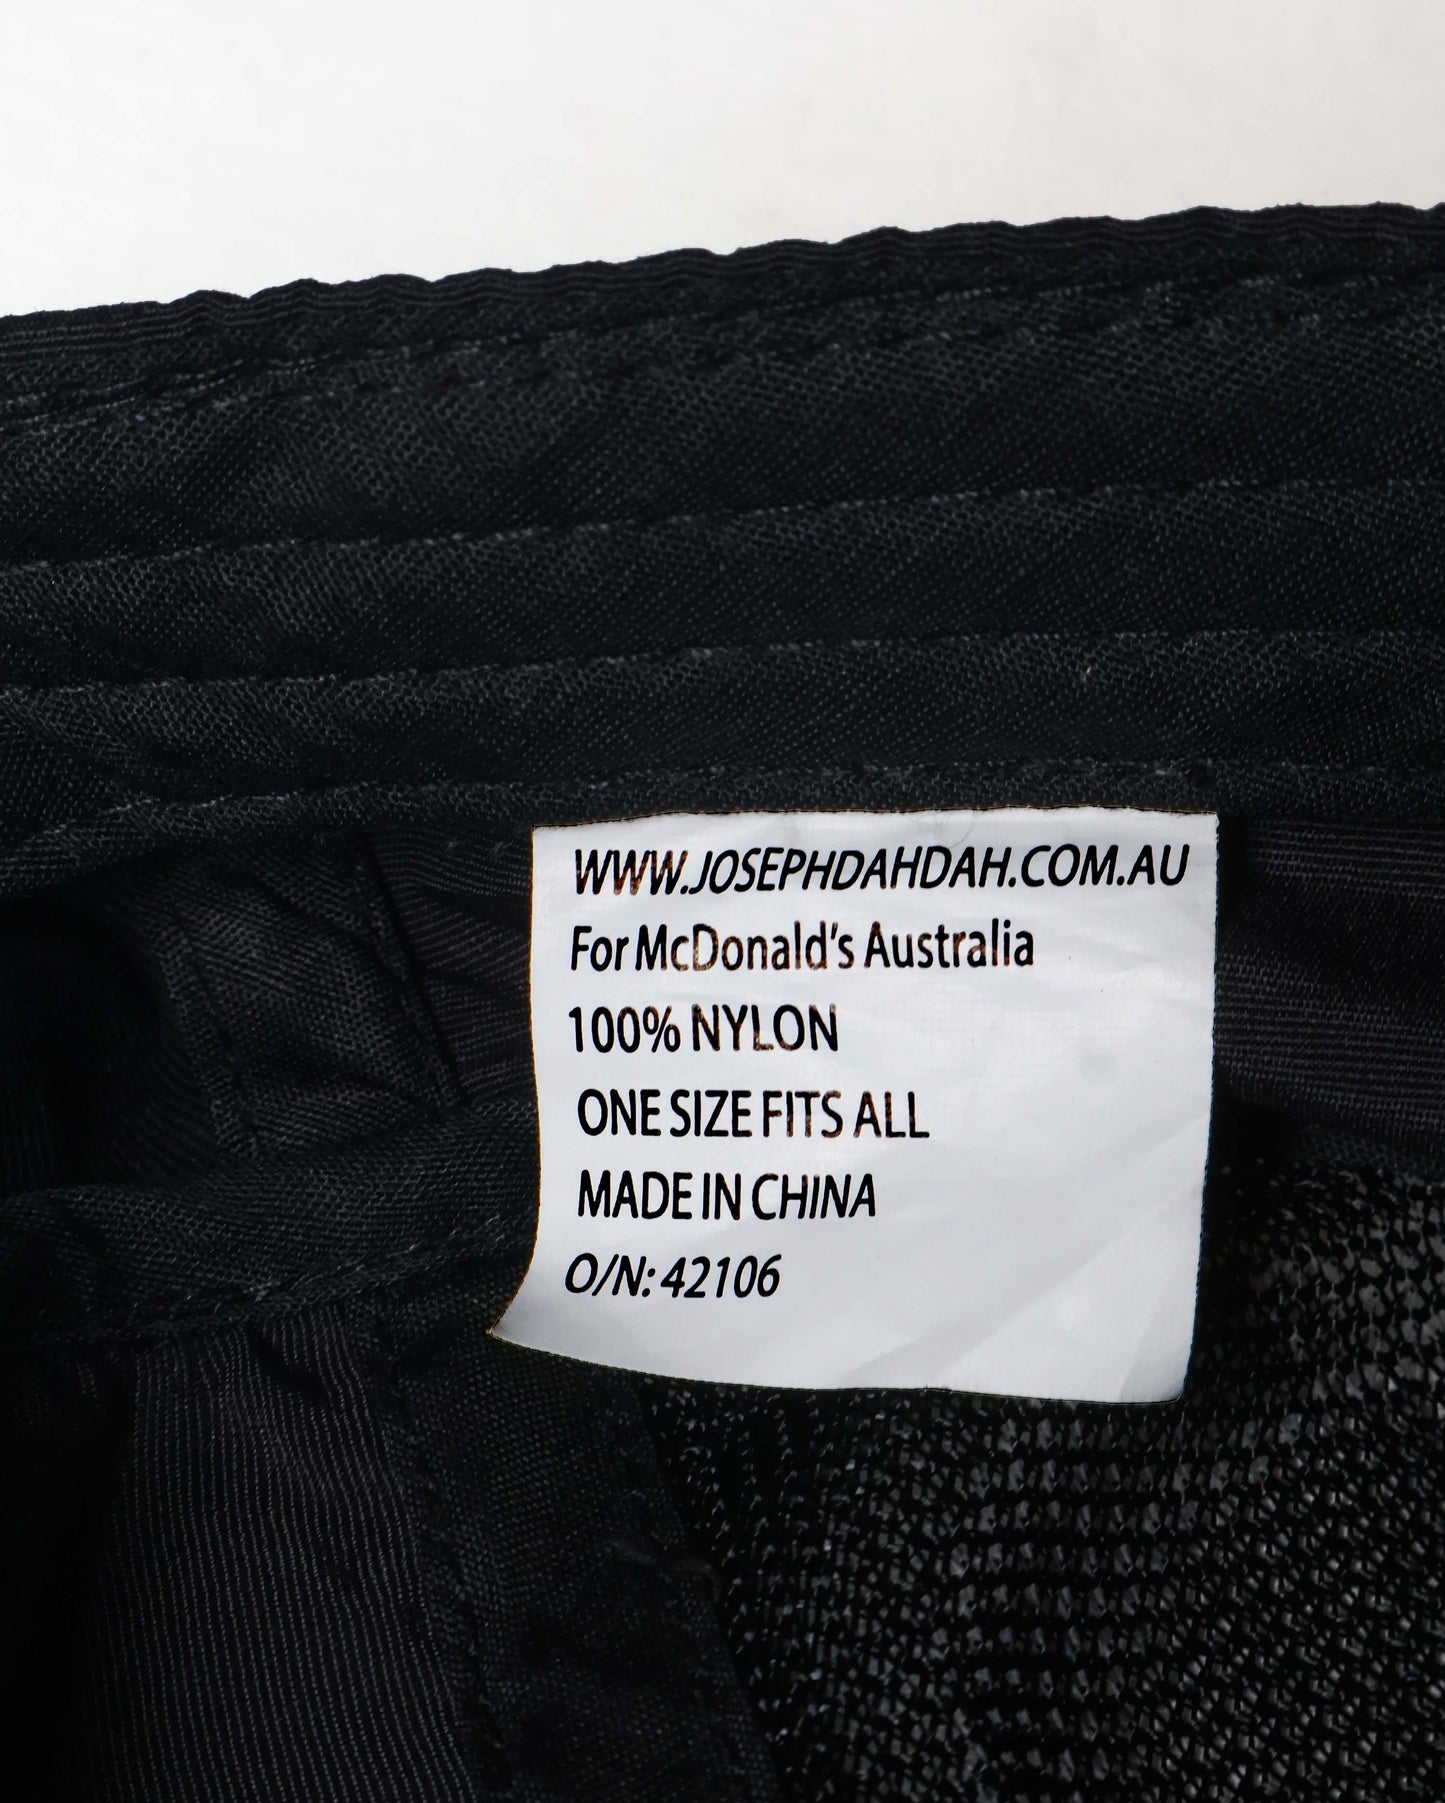 WWW.JOSEPHDAHDAH.COM.AU
For McDonald's Australia
100% NYLON
ONE SIZE FITS ALL
MADE IN CHINA
O/N: 42106